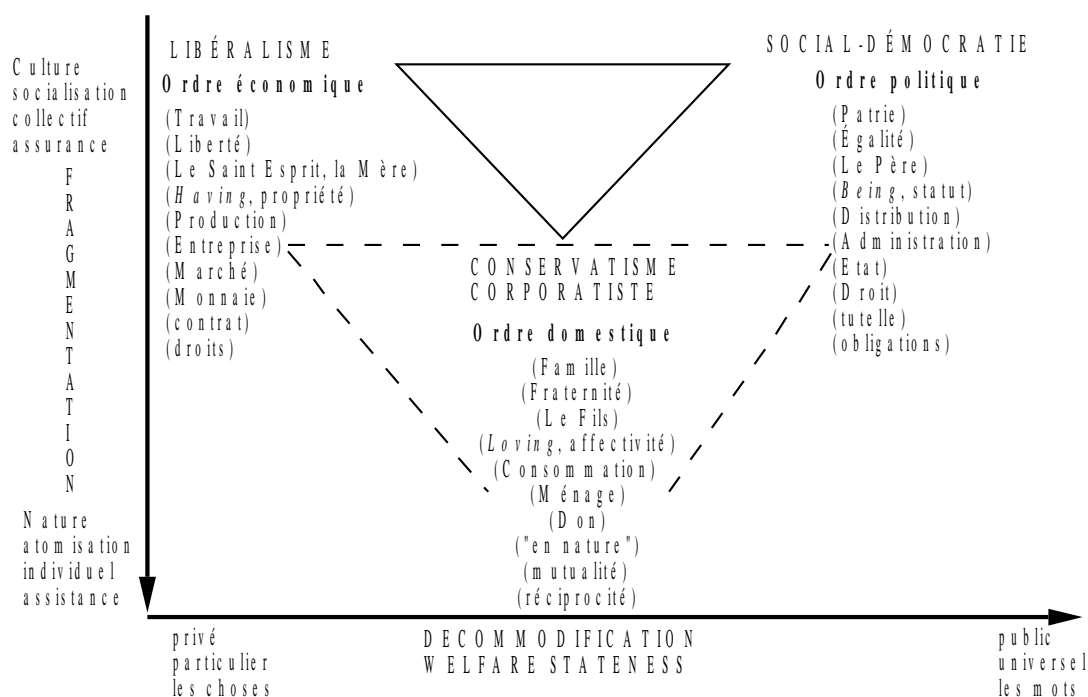 Culture
socialisation
collectif
assurance
FRAGMENTATION
Nature
atomisation
individuel
assistance
LIBÉRALISME
Ordre économique
(Travail)
(Liberté)
(Le Saint Esprit, la Mère)
(Having, propriété)
(Production)
(Entreprise)
(Marché)
(Monnaie)
(contrat)
(droits)
CONSERVATISME
CORPORATISTE
Ordre domestique
(Famille)
(Fraternité)
(Le Fils)
(Loving, affectivité)
(Consommation)
(Ménage)
(Don)
("en nature")
(mutualité)
(réciprocité)
SOCIAL-DÉMOCRATIE
Ordre politique
(Patrie)
(Égalité)
(Le Père)
(Being, statut)
(Distribution)
(Administration)
(Etat)
(Droit)
(tutelle)
(obligations)
privé
particulier
les choses
DECOMMODIFICATION
WELFARE STATENESS
public
universel
les mots